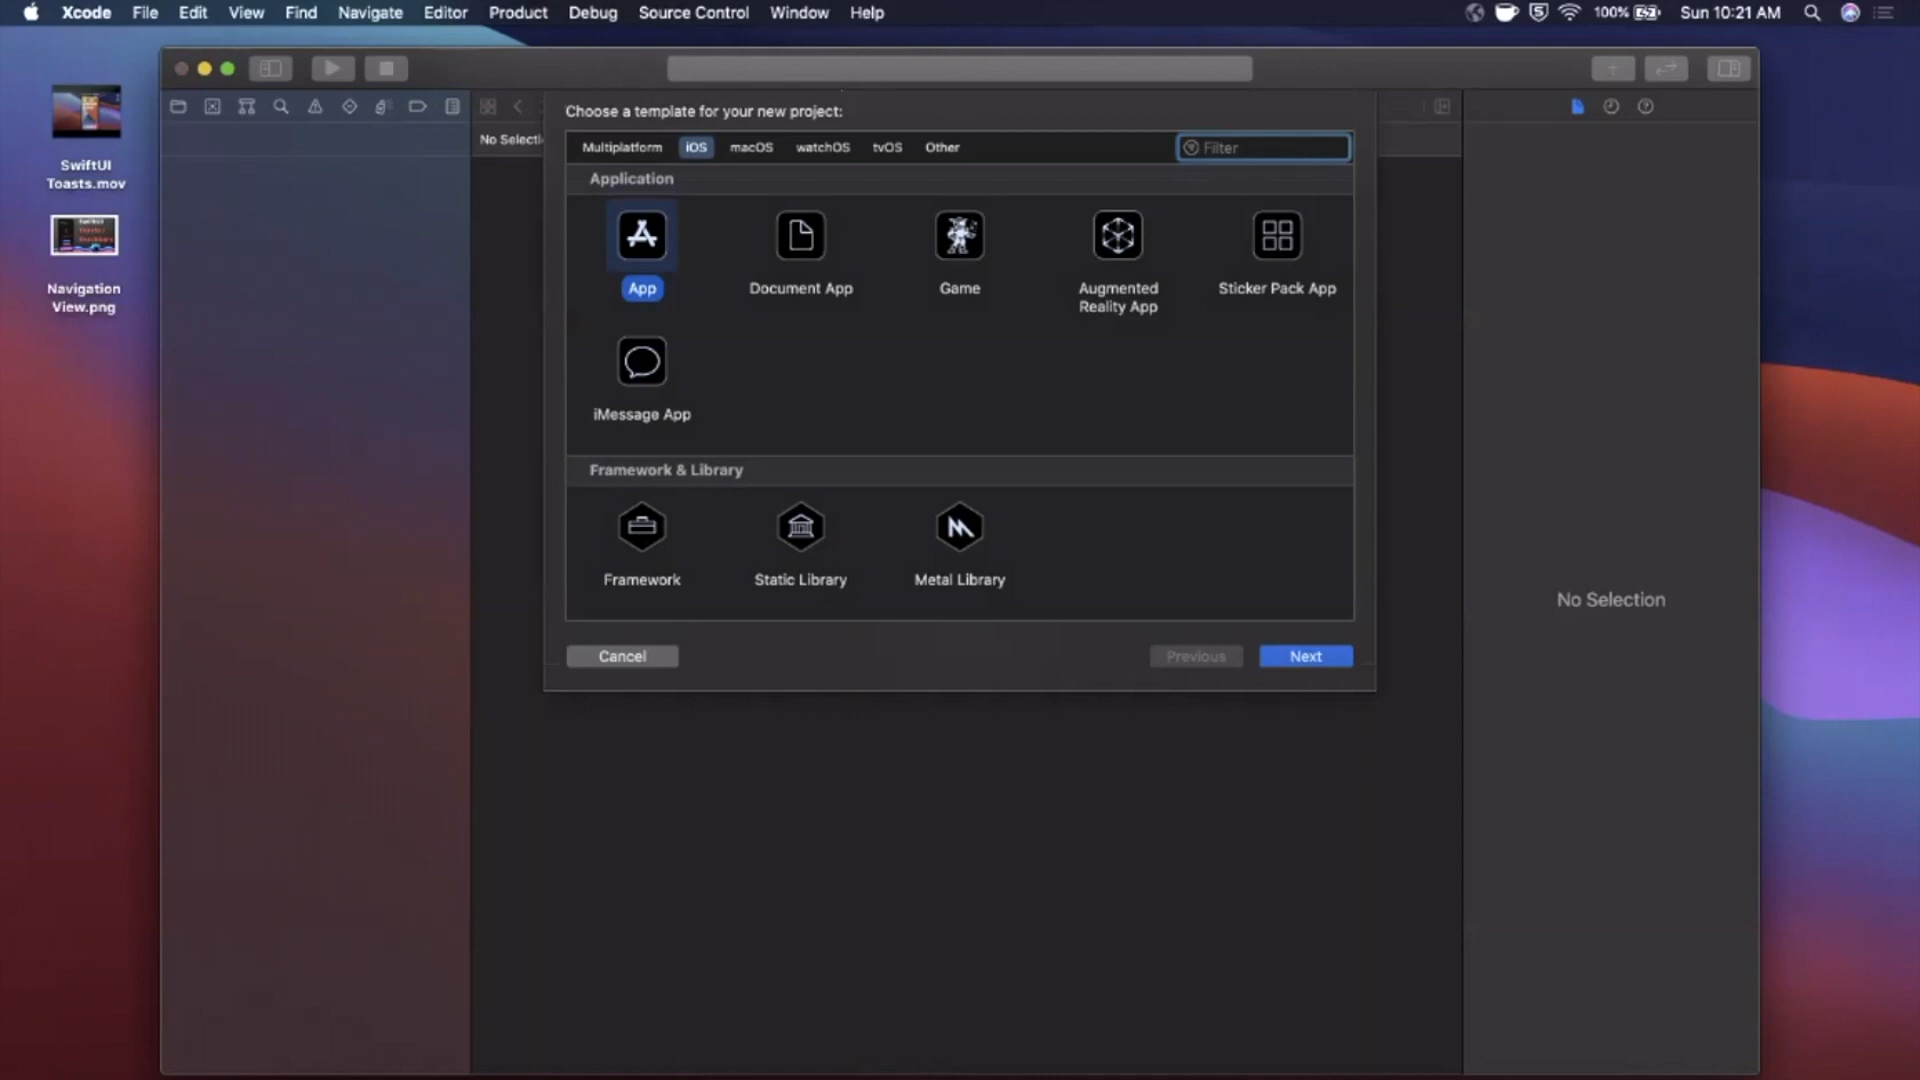 Xcode File Edit View Find Navigate Editor Product Debug Source Control Window Help
100% Sun 10:21 AM
SwiftUI
Toasts.mov
Navigation
View.png
No Selecti
Choose a template for your new project:
Multiplatform iOS macOS watchOS tvOS Other
Filter
Application
App
Document App
Game
Augmented
Reality App
Sticker Pack App
iMessage App
Framework & Library
Framework
Static Library
Metal Library
Cancel
Previous
Next
No Selection